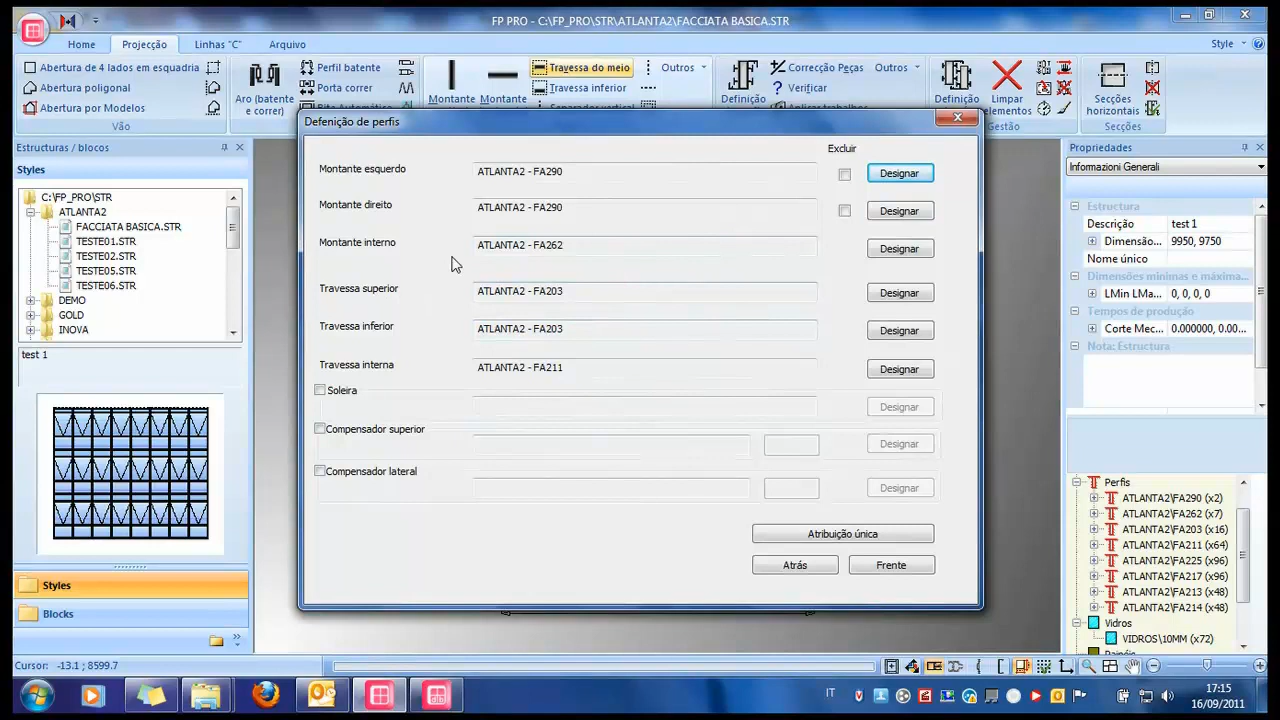 FP PRO - C:\FP_PRO\STR\ATLANTA2\FACCIATA BASICA.STR
Home
Projecção
Linhas "C"
Arquivo
Style
Abertura de 4 lados em esquadria
Abertura poligonal
Abertura por Modelos
Vão
Aro (batente e correr)
Perfil batente
Porta correr
Montante
Montante
Travessa do meio
Travessa inferior
Outros
Definição
Correcção Peças
Verificar
Outros
Definição
Limpar elementos
Gestão
Secções horizontais
Secções
Estruturas / blocos
Styles
C:\FP_PRO\STR
ATLANTA2
FACCIATA BASICA.STR
TESTE01.STR
TESTE02.STR
TESTE05.STR
TESTE06.STR
DEMO
GOLD
INOVA
test 1
Styles
Blocks
Defenição de perfis
Excluir
Montante esquerdo
ATLANTA2 - FA290
Designar
Montante direito
ATLANTA2 - FA290
Designar
Montante interno
ATLANTA2 - FA262
Designar
Travessa superior
ATLANTA2 - FA203
Designar
Travessa inferior
ATLANTA2 - FA203
Designar
Travessa interna
ATLANTA2 - FA211
Designar
Soleira
Designar
Compensador superior
Designar
Compensador lateral
Designar
Atribuição única
Atrás
Frente
Propriedades
Informazioni Generali
Estrutura
Descrição test 1
Dimensão... 9950, 9750
Nome único
Dimensões minimas e máxima...
LMin LMa... 0, 0, 0, 0
Tempos de produção
Corte Mec... 0.000000, 0.00...
Nota: Estrutura
Perfis
ATLANTA2\FA290 (x2)
ATLANTA2\FA262 (x7)
ATLANTA2\FA203 (x16)
ATLANTA2\FA211 (x64)
ATLANTA2\FA225 (x96)
ATLANTA2\FA217 (x96)
ATLANTA2\FA213 (x48)
ATLANTA2\FA214 (x48)
Vidros
VIDROS\10MM (x72)
Cursor: -13.1 ; 8599.7
IT
17:15
16/09/2011